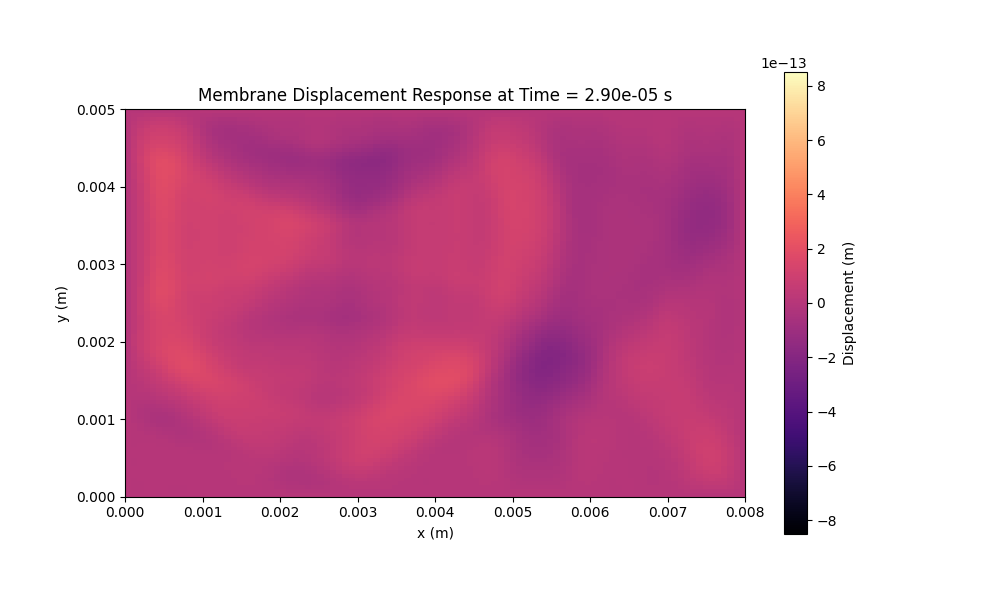 1e−13
Membrane Displacement Response at Time = 2.90e-05 s
0.005
0.004
0.003
0.002
0.001
0.000
y (m)
0.000 0.001 0.002 0.003 0.004 0.005 0.006 0.007 0.008
x (m)
8
6
4
2
0
−2
−4
−6
−8
Displacement (m)